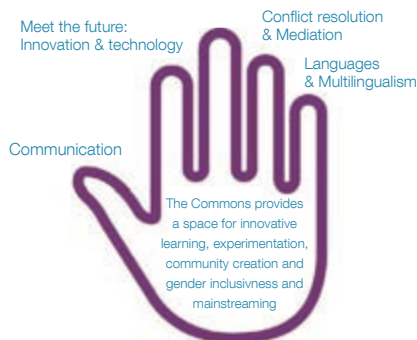 Meet the future:
Innovation & technology
Conflict resolution
& Mediation
Languages
& Multilingualism
Communication
The Commons provides
a space for innovative
learning, experimentation,
community creation and
gender inclusivness and
mainstreaming